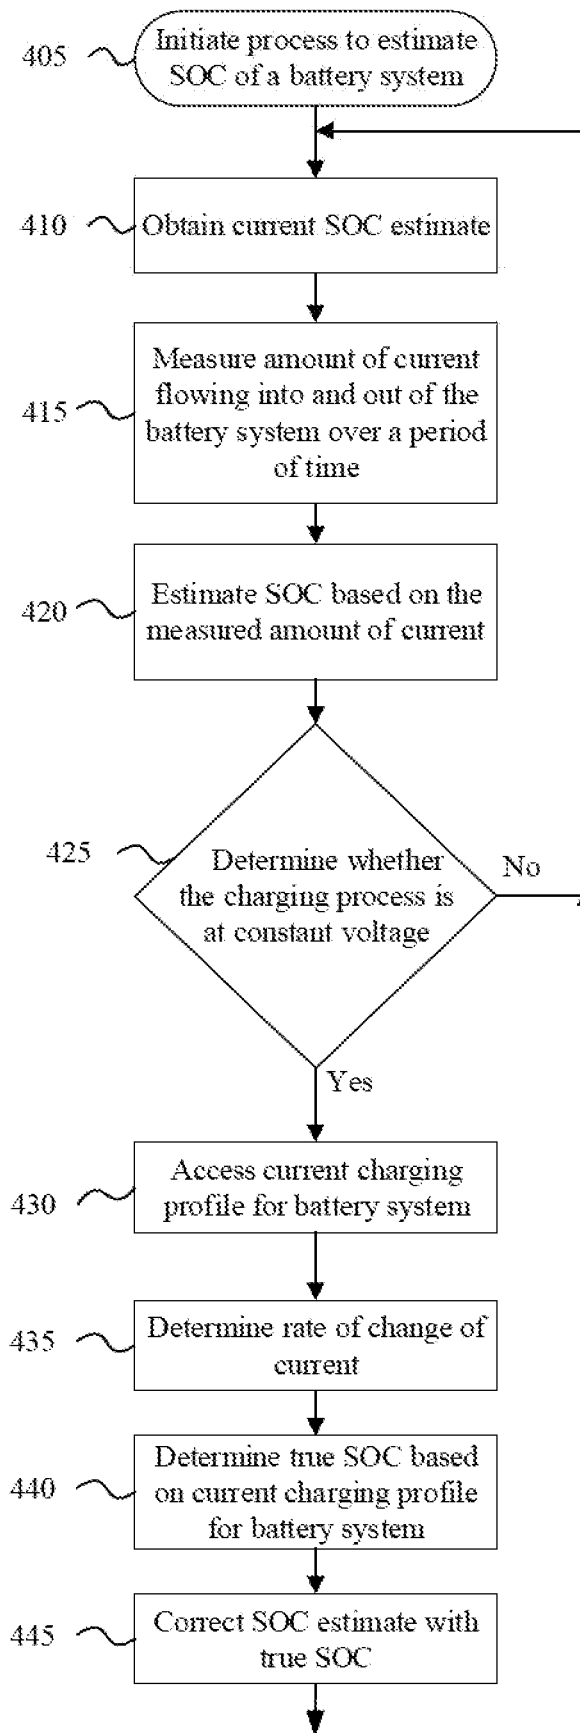 405
Initiate process to estimate
SOC of a battery system
410
Obtain current SOC estimate
415
Measure amount of current
flowing into and out of the
battery system over a period
of time
420
Estimate SOC based on the
measured amount of current
425
Determine whether
the charging process is
at constant voltage
No
Yes
430
Access current charging
profile for battery system
435
Determine rate of change of
current
440
Determine true SOC based
on current charging profile
for battery system
445
Correct SOC estimate with
true SOC